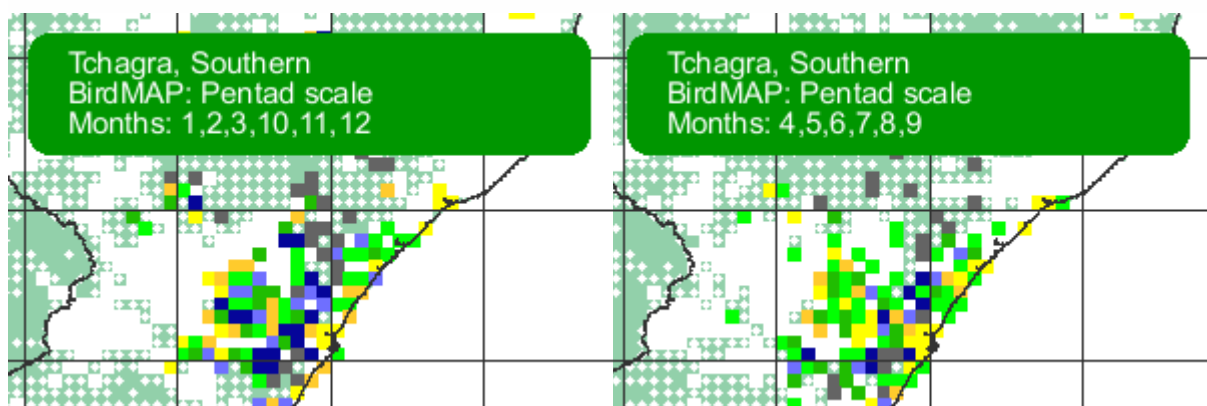 Tchagra, Southern
BirdMAP: Pentad scale
Months: 1,2,3,10,11,12
Tchagra, Southern
BirdMAP: Pentad scale
Months: 4,5,6,7,8,9